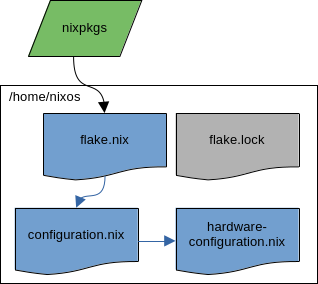 nixpkgs
/home/nixos
flake.nix
flake.lock
configuration.nix
hardware-
configuration.nix